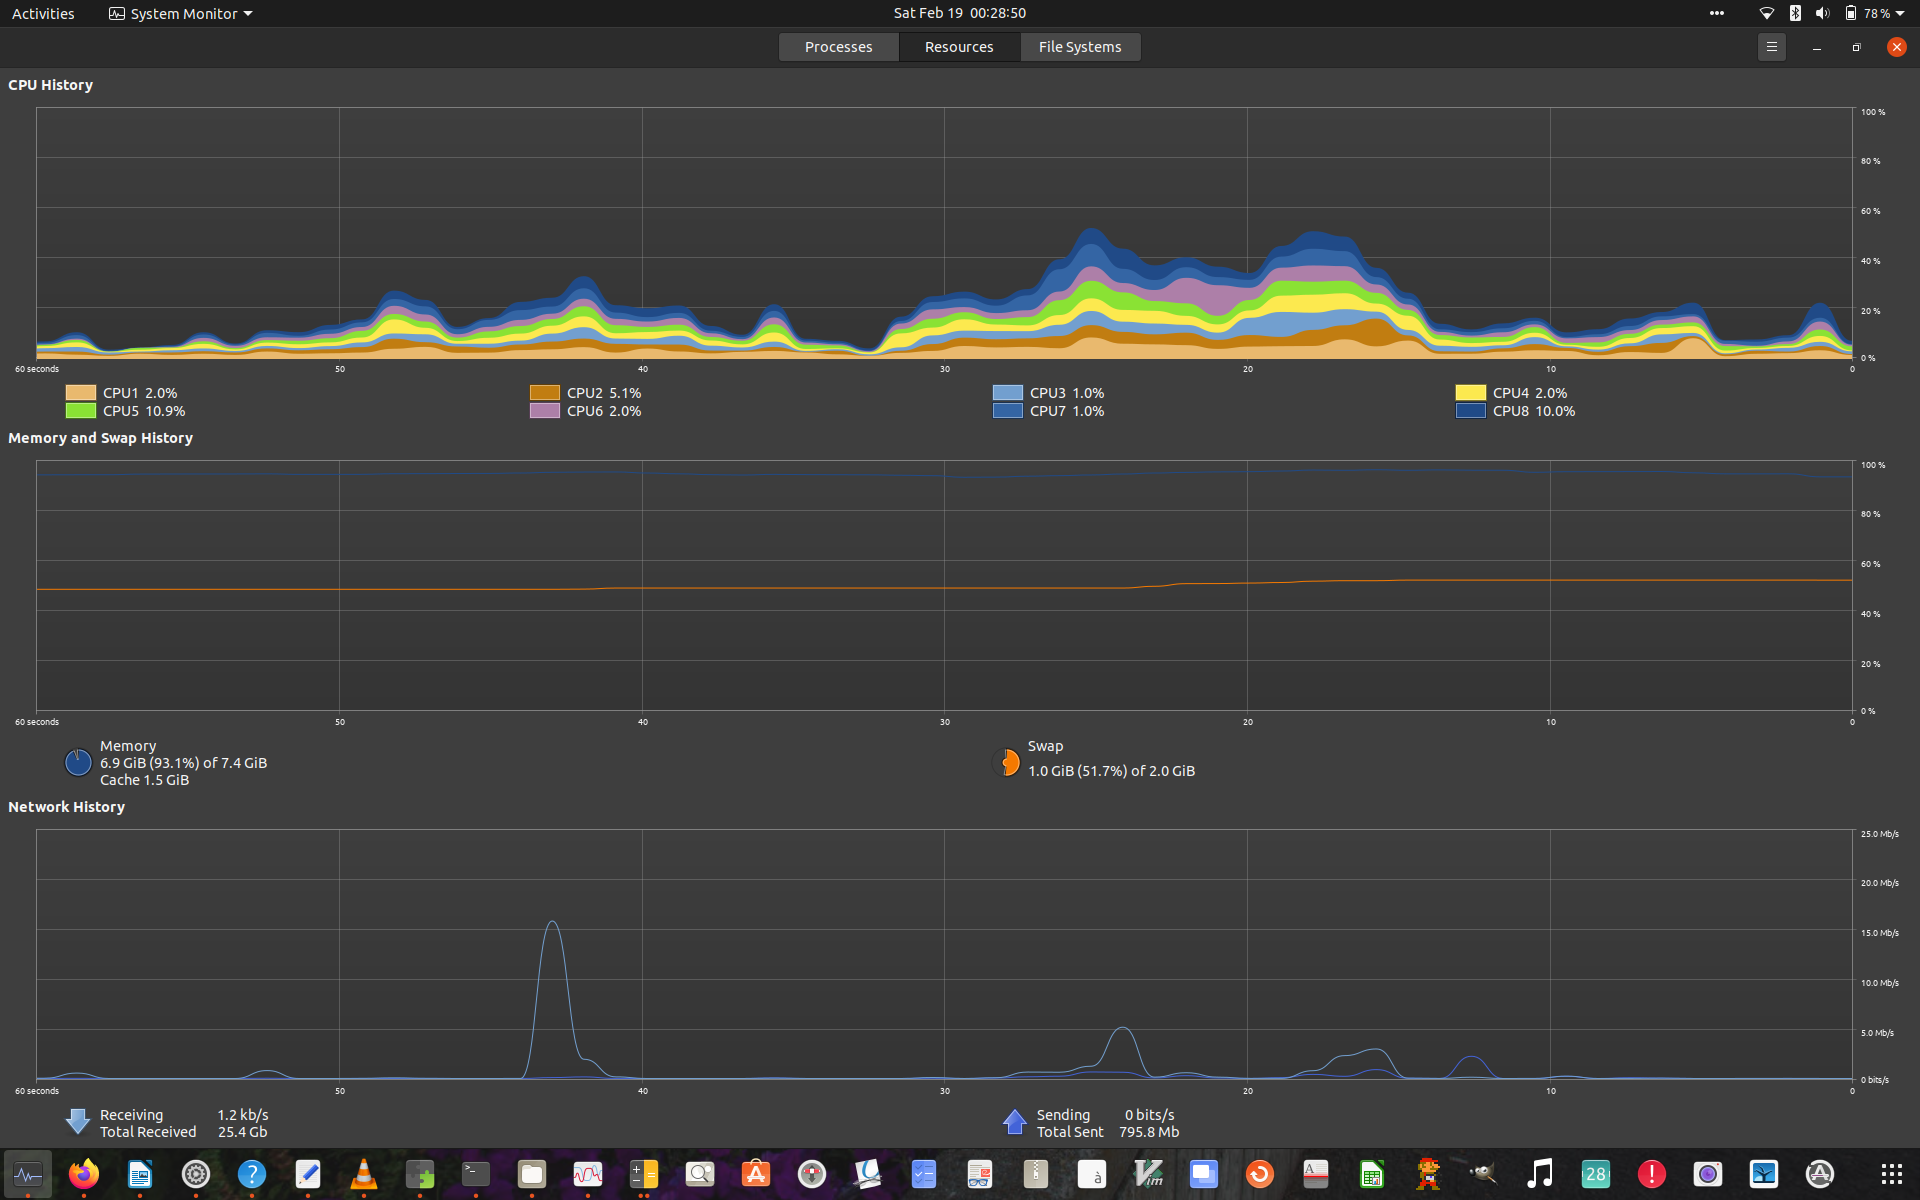 Activities System Monitor Sat Feb 19 00:28:50 78 %
Processes Resources File Systems
CPU History
100 %
80 %
60 %
40 %
20 %
0 %
60 seconds 50 40 30 20 10 0
CPU1 2.0% CPU2 5.1% CPU3 1.0% CPU4 2.0%
CPU5 10.9% CPU6 2.0% CPU7 1.0% CPU8 10.0%
Memory and Swap History
100 %
80 %
60 %
40 %
20 %
0 %
60 seconds 50 40 30 20 10 0
Memory
6.9 GiB (93.1%) of 7.4 GiB
Cache 1.5 GiB
Swap
1.0 GiB (51.7%) of 2.0 GiB
Network History
25.0 Mb/s
20.0 Mb/s
15.0 Mb/s
10.0 Mb/s
5.0 Mb/s
0 bits/s
60 seconds 50 40 30 20 10 0
Receiving 1.2 kb/s
Total Received 25.4 Gb
Sending 0 bits/s
Total Sent 795.8 Mb
? >_ A à Vim A 28 !